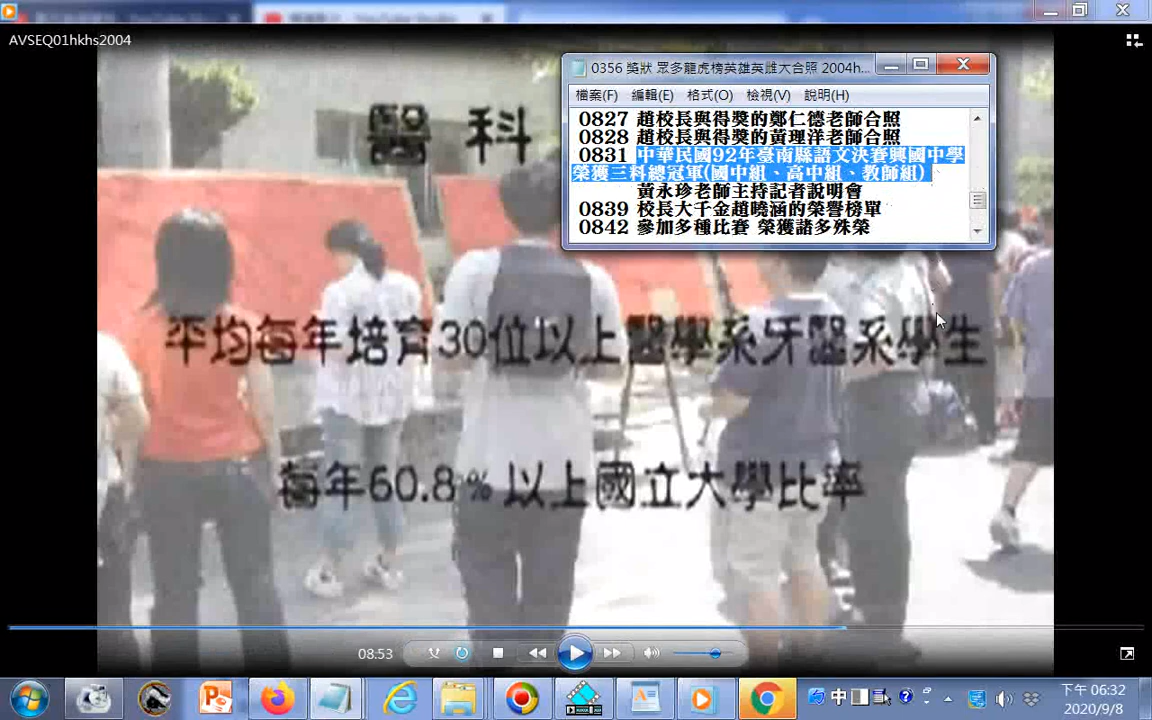 AVSEQ01hkhs2004
0356 獎狀 眾多龍虎榜英雄英雌大合照 2004h...
檔案(F) 編輯(E) 格式(O) 檢視(V) 說明(H)
0827 趙校長與得獎的鄭仁德老師合照
0828 趙校長與得獎的黃理洋老師合照
0831 中華民國92年臺南縣語文決賽興國中學
榮獲三料總冠軍(國中組、高中組、教師組)
黃永珍老師主持記者說明會
0839 校長大千金趙曉涵的榮譽榜單
0842 參加多種比賽 榮獲諸多殊榮
醫科
平均每年培育30位以上醫學系牙醫系學生
每年60.8%以上國立大學比率
08:53
中
下午 06:32
2020/9/8